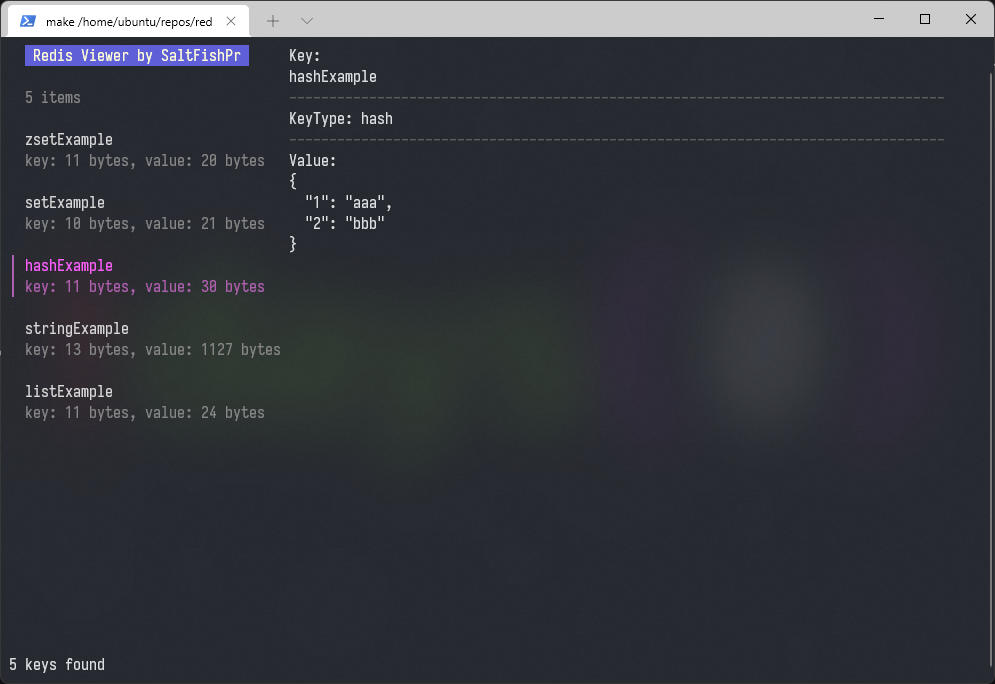 make /home/ubuntu/repos/red
Redis Viewer by SaltFishPr
5 items
zsetExample
key: 11 bytes, value: 20 bytes
setExample
key: 10 bytes, value: 21 bytes
hashExample
key: 11 bytes, value: 30 bytes
stringExample
key: 13 bytes, value: 1127 bytes
listExample
key: 11 bytes, value: 24 bytes
Key:
hashExample
----------------------------------------------------------------------------------
KeyType: hash
----------------------------------------------------------------------------------
Value:
{
  "1": "aaa",
  "2": "bbb"
}
5 keys found